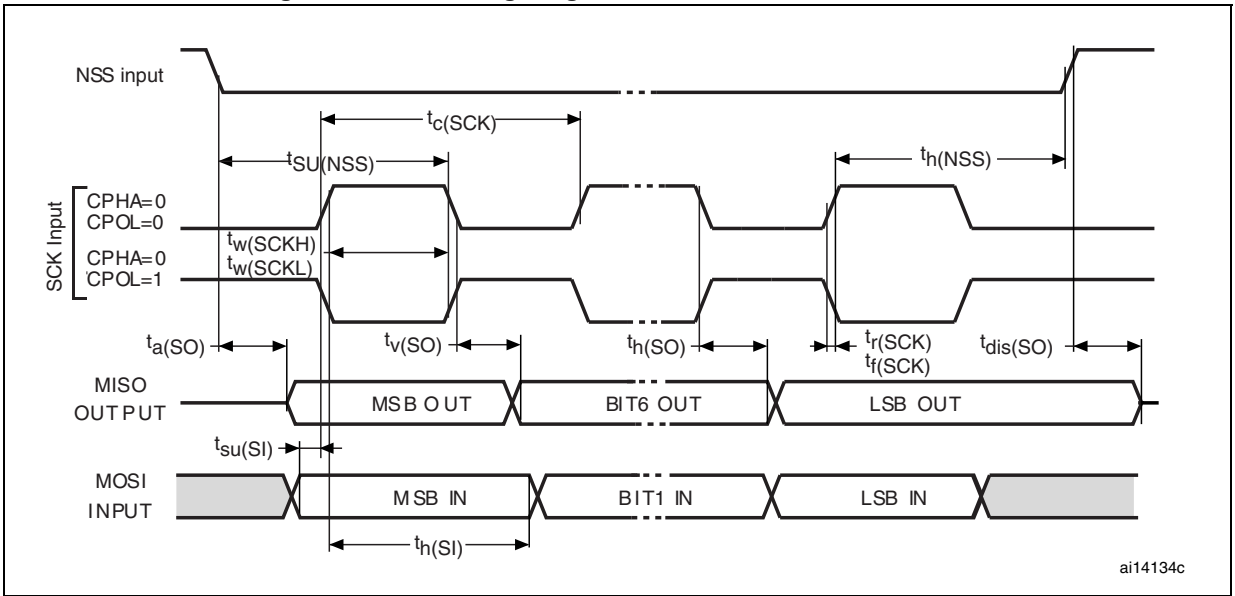 NSS input
tc(SCK)
tSU(NSS)
th(NSS)
SCK Input
CPHA=0
CPOL=0
tw(SCKH)
CPHA=0
tw(SCKL)
CPOL=1
ta(SO)
tv(SO)
th(SO)
tr(SCK)
tf(SCK)
tdis(SO)
MISO
OUTPUT
MSB OUT
BIT6 OUT
LSB OUT
tsu(SI)
MOSI
INPUT
MSB IN
BIT1 IN
LSB IN
th(SI)
ai14134c